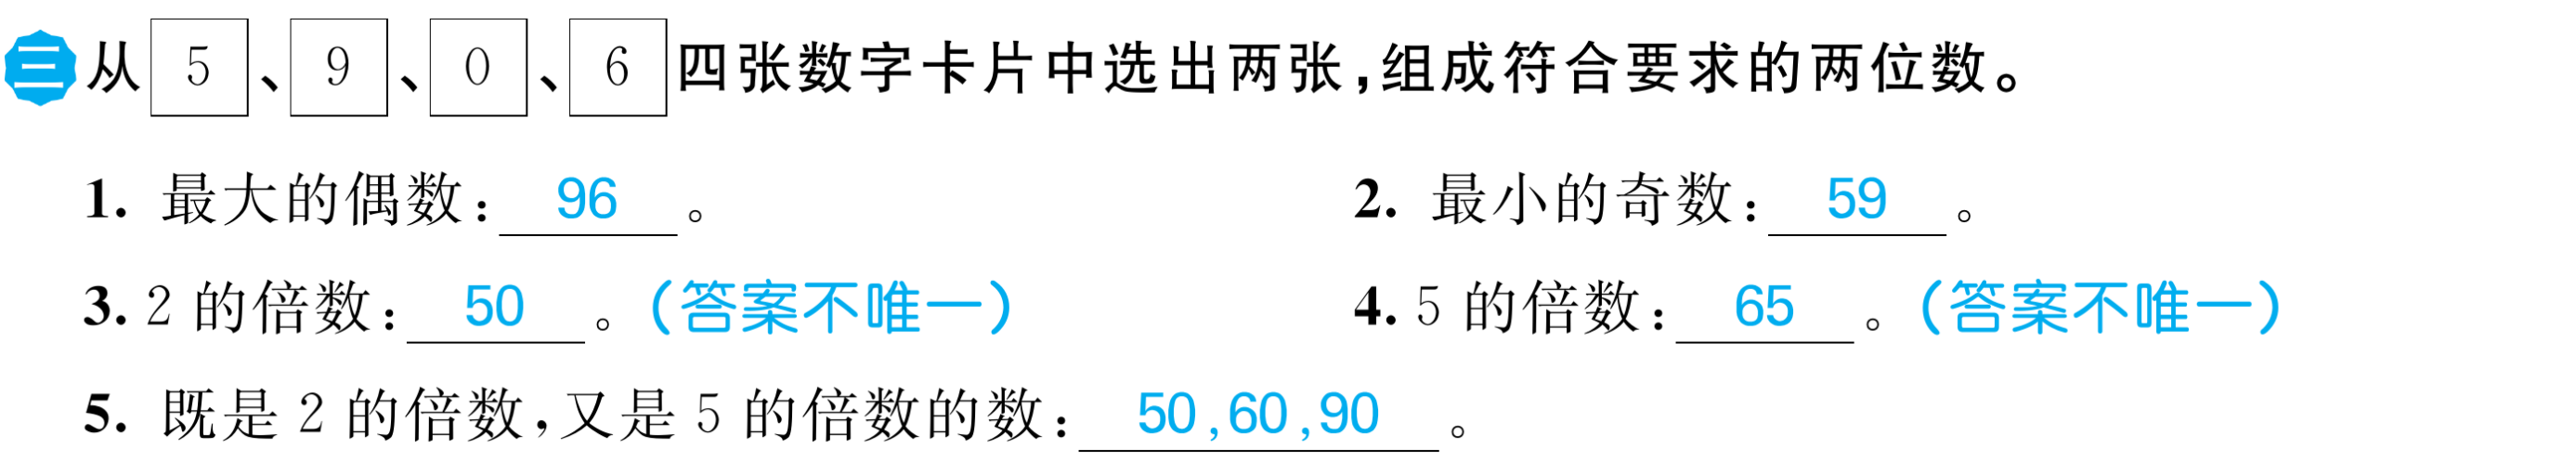 三 从 5、9、0、6 四张数字卡片中选出两张,组成符合要求的两位数。
1. 最大的偶数: 96 。 2. 最小的奇数: 59 。
3. 2 的倍数: 50 。(答案不唯一) 4. 5 的倍数: 65 。(答案不唯一)
5. 既是 2 的倍数,又是 5 的倍数的数: 50,60,90 。